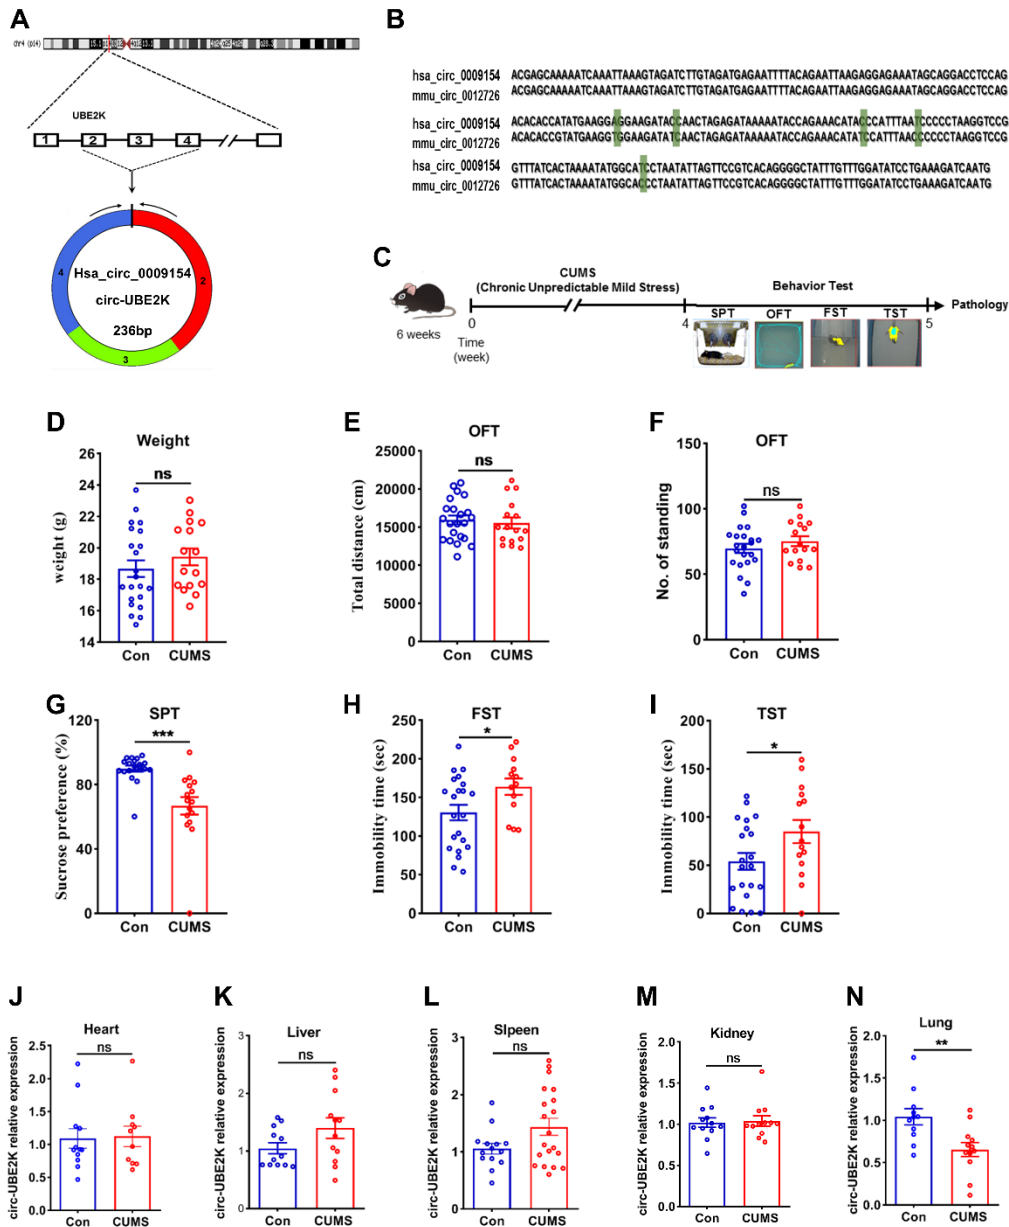 A
chr4 (p14)
UBE2K
1 2 3 4
Hsa_circ_0009154
circ-UBE2K
236bp
4
2
3
B
hsa_circ_0009154 ACGAGCAAAAATCAAATTAAAGTAGATCTTGTAGATGAGAATTTTACAGAATTAAGAGGAGAAATAGCAGGACCTCCAG
mmu_circ_0012726 ACGAGCAAAAATCAAATTAAAGTAGATCTTGTAGATGAGAATTTTACAGAATTAAGAGGAGAAATAGCAGGACCTCCAG
hsa_circ_0009154 ACACACCATATGAAGGAGGAAGATACCAACTAGAGATAAAAATACCAGAAACATACCCATTTAATCCCCCTAAGGTCCG
mmu_circ_0012726 ACACACCGTATGAAGGTGGAAGATATCAACTAGAGATAAAAATACCAGAAACATATCCATTTAACCCCCCTAAGGTCCG
hsa_circ_0009154 GTTTATCACTAAAATATGGCATCCTAATATTAGTTCCGTCACAGGGGCTATTTGTTTGGATATCCTGAAAGATCAATG
mmu_circ_0012726 GTTTATCACTAAAATATGGCACCCTAATATTAGTTCCGTCACAGGGGCTATTTGTTTGGATATCCTGAAAGATCAATG
C
6 weeks
CUMS
(Chronic Unpredictable Mild Stress)
Behavior Test
Pathology
0
Time
(week)
4
SPT OFT FST TST
5
D
Weight
ns
weight (g)
26
24
22
20
18
16
14
Con CUMS
E
OFT
ns
Total distance (cm)
25000
20000
15000
10000
5000
0
Con CUMS
F
OFT
ns
No. of standing
150
100
50
0
Con CUMS
G
SPT
***
Sucrose preference (%)
120
80
40
0
Con CUMS
H
FST
*
Immobility time (sec)
250
200
150
100
50
0
Con CUMS
I
TST
*
Immobility time (sec)
200
150
100
50
0
Con CUMS
J
Heart
ns
circ-UBE2K relative expression
2.5
2.0
1.5
1.0
0.5
0.0
Con CUMS
K
Liver
ns
circ-UBE2K relative expression
3
2
1
0
Con CUMS
L
Slpeen
ns
circ-UBE2K relative expression
3
2
1
0
Con CUMS
M
Kidney
ns
circ-UBE2K relative expression
2.0
1.5
1.0
0.5
0.0
Con CUMS
N
Lung
**
circ-UBE2K relative expression
2.0
1.5
1.0
0.5
0.0
Con CUMS